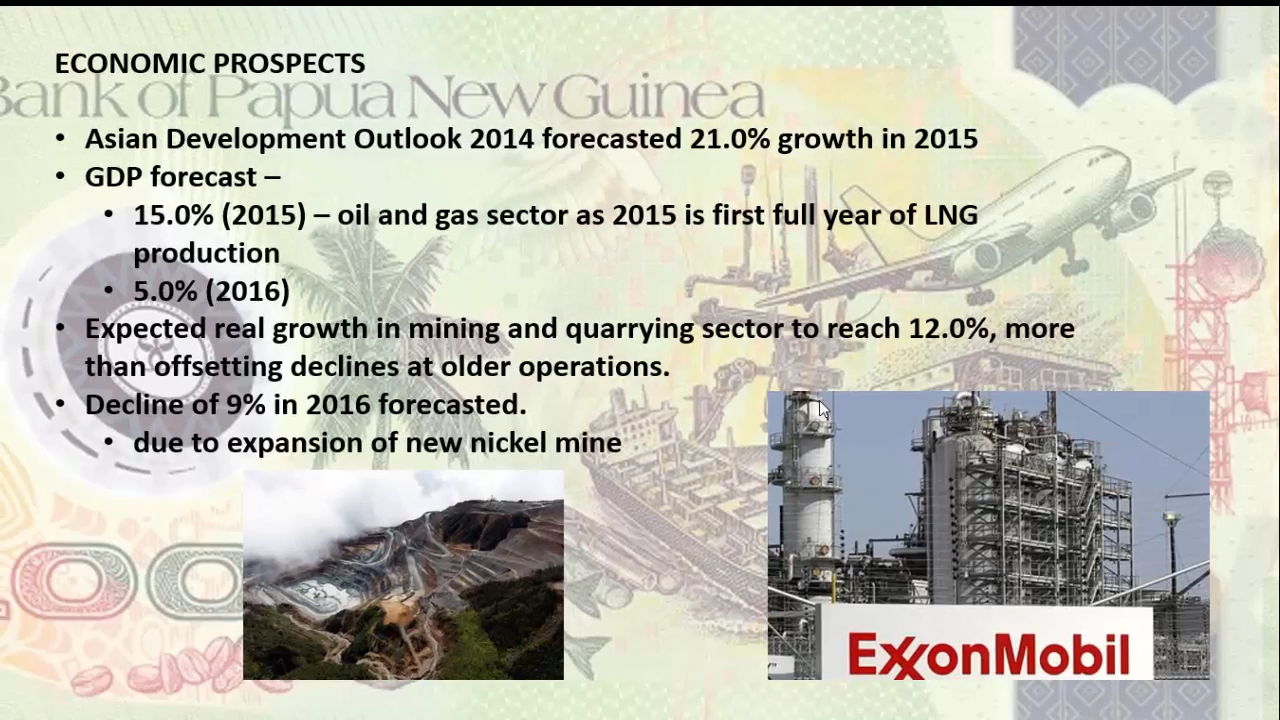 ECONOMIC PROSPECTS
Bank of Papua New Guinea
• Asian Development Outlook 2014 forecasted 21.0% growth in 2015
• GDP forecast –
• 15.0% (2015) – oil and gas sector as 2015 is first full year of LNG
production
• 5.0% (2016)
• Expected real growth in mining and quarrying sector to reach 12.0%, more
than offsetting declines at older operations.
• Decline of 9% in 2016 forecasted.
• due to expansion of new nickel mine
ExxonMobil